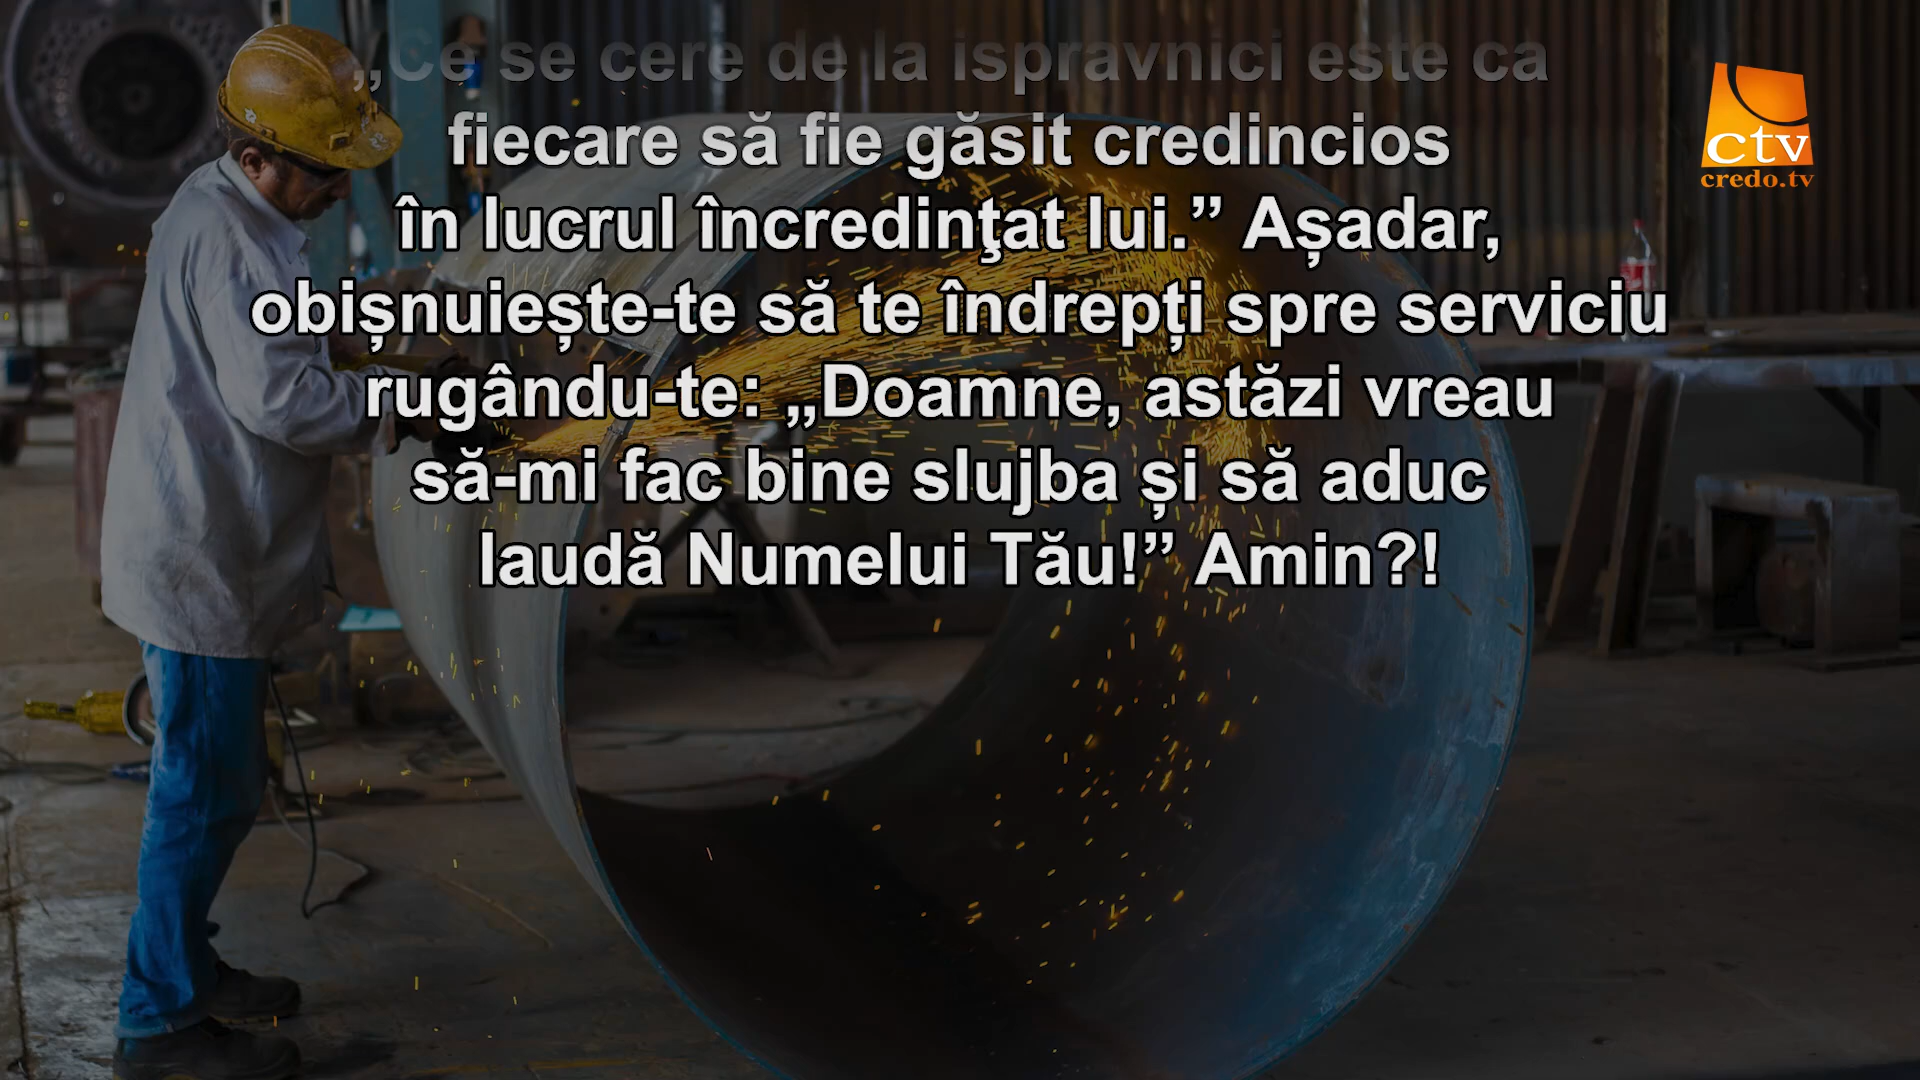 „Ce se cere de la ispravnici este ca
fiecare să fie găsit credincios
în lucrul încredinţat lui.” Așadar,
obișnuiește-te să te îndrepți spre serviciu
rugându-te: „Doamne, astăzi vreau
să-mi fac bine slujba și să aduc
laudă Numelui Tău!” Amin?!
ctv
credo.tv